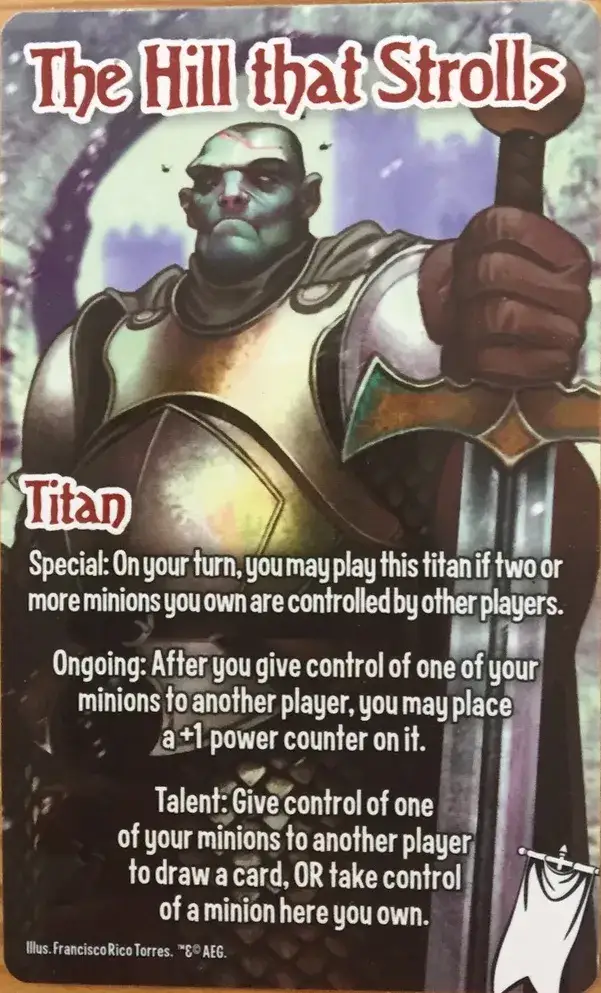 The Hill that Strolls
Titan
Special: On your turn, you may play this titan if two or
more minions you own are controlled by other players.
Ongoing: After you give control of one of your
minions to another player, you may place
a +1 power counter on it.
Talent: Give control of one
of your minions to another player
to draw a card, OR take control
of a minion here you own.
Illus. Francisco Rico Torres. ™&© AEG.